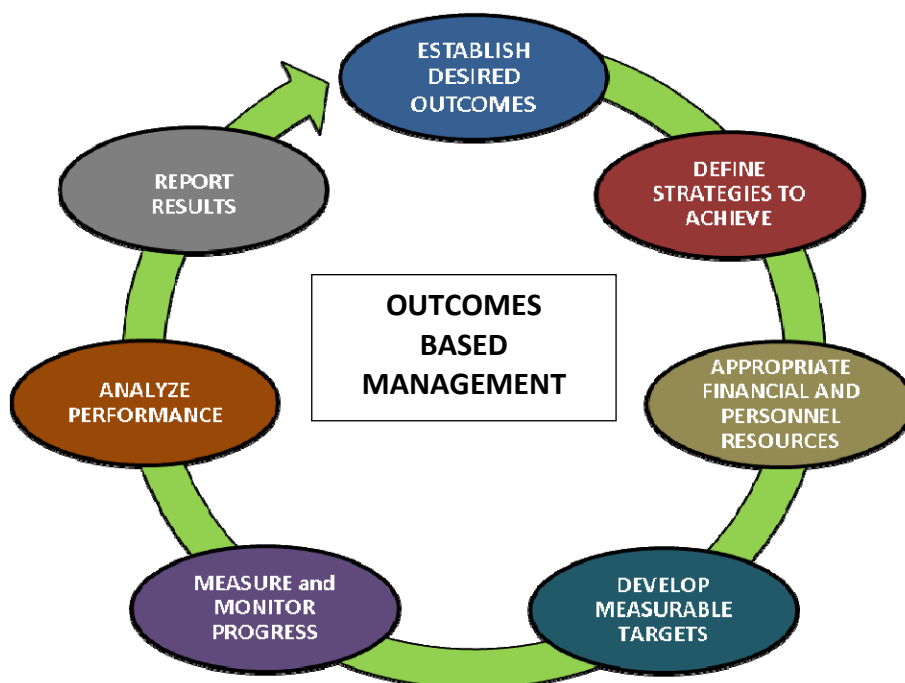 ESTABLISH
DESIRED
OUTCOMES
DEFINE
STRATEGIES TO
ACHIEVE
APPROPRIATE
FINANCIAL AND
PERSONNEL
RESOURCES
DEVELOP
MEASURABLE
TARGETS
MEASURE and
MONITOR
PROGRESS
ANALYZE
PERFORMANCE
REPORT
RESULTS
OUTCOMES
BASED
MANAGEMENT